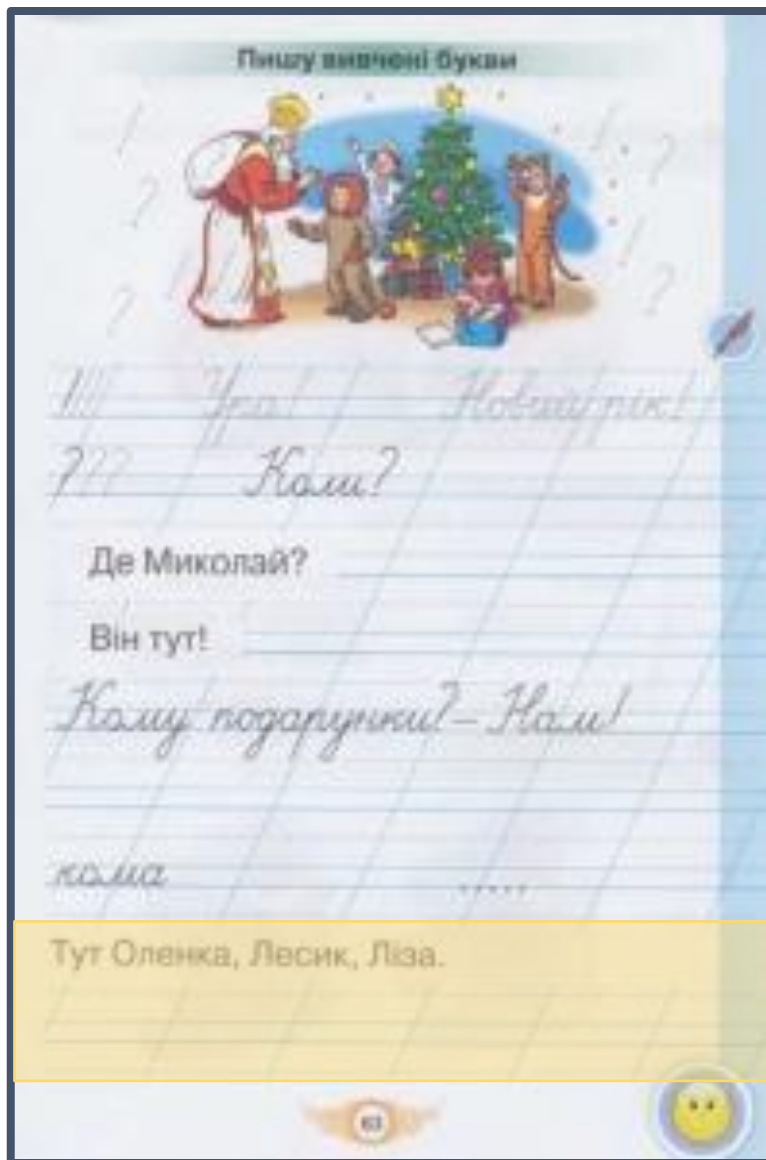 Пишу вивчені букви
! ! ! ! Ура! Новий рік!
? ? ? Коли?
Де Миколай?
Він тут!
Кому подарунки? – Нам!
кома , , , , ,
Тут Оленка, Лесик, Ліза.
63